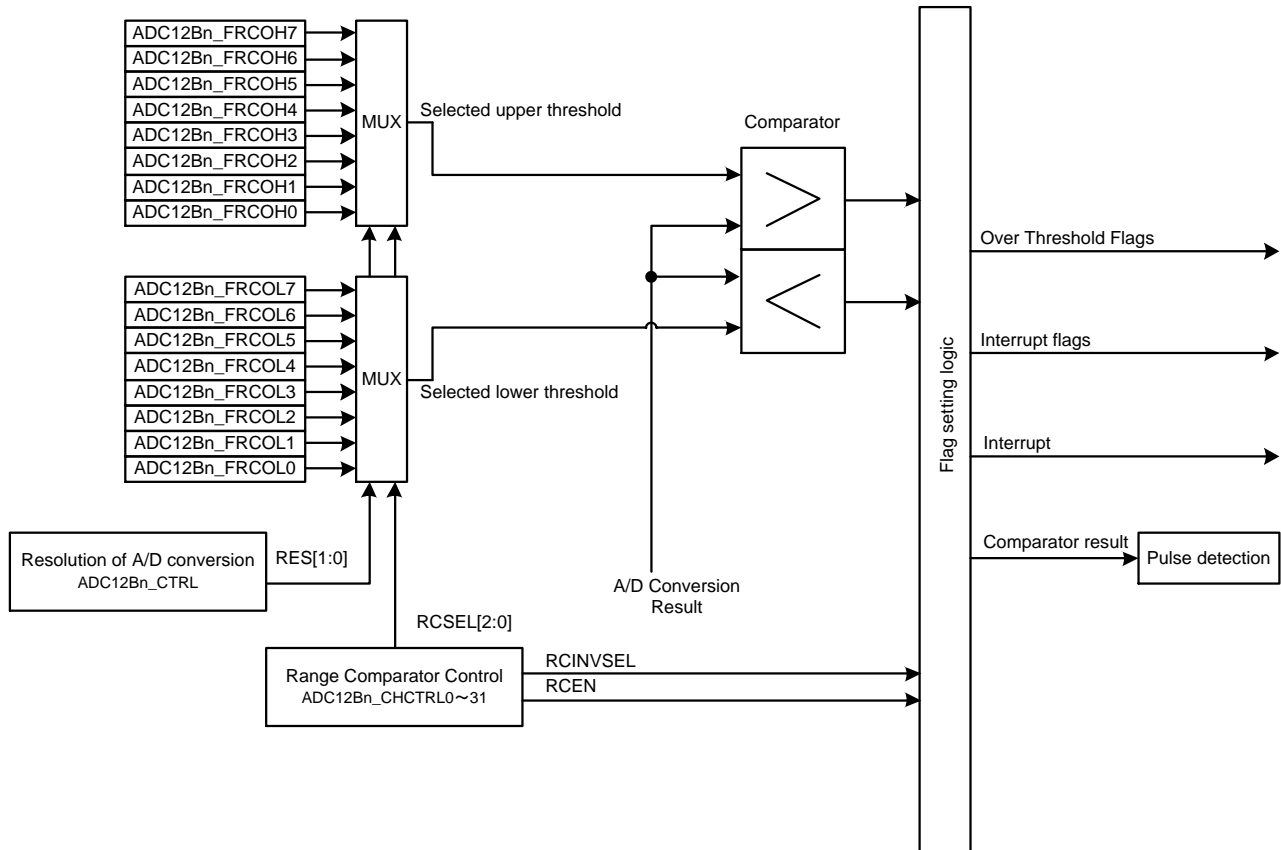 ADC12Bn_FRCOH7
ADC12Bn_FRCOH6
ADC12Bn_FRCOH5
ADC12Bn_FRCOH4
ADC12Bn_FRCOH3
ADC12Bn_FRCOH2
ADC12Bn_FRCOH1
ADC12Bn_FRCOH0
MUX
Selected upper threshold
Comparator
ADC12Bn_FRCOL7
ADC12Bn_FRCOL6
ADC12Bn_FRCOL5
ADC12Bn_FRCOL4
ADC12Bn_FRCOL3
ADC12Bn_FRCOL2
ADC12Bn_FRCOL1
ADC12Bn_FRCOL0
MUX
Selected lower threshold
Resolution of A/D conversion
ADC12Bn_CTRL
RES[1:0]
A/D Conversion
Result
RCSEL[2:0]
Range Comparator Control
ADC12Bn_CHCTRL0~31
RCINVSEL
RCEN
Flag setting logic
Over Threshold Flags
Interrupt flags
Interrupt
Comparator result
Pulse detection